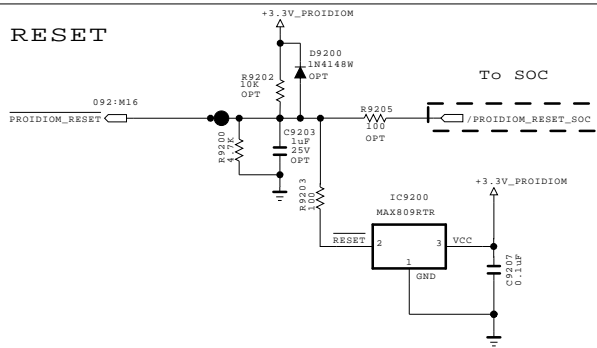 RESET
+3.3V_PROIDIOM
D9200
1N4148W
OPT
R9202
10K
OPT
To SOC
092:M16
R9205
PROIDIOM_RESET
/PROIDIOM_RESET_SOC
100
OPT
R9200
4.7K
C9203
1uF
25V
OPT
R9203
100
+3.3V_PROIDIOM
IC9200
MAX809RTR
RESET
2
3
VCC
1
GND
C9207
0.1uF